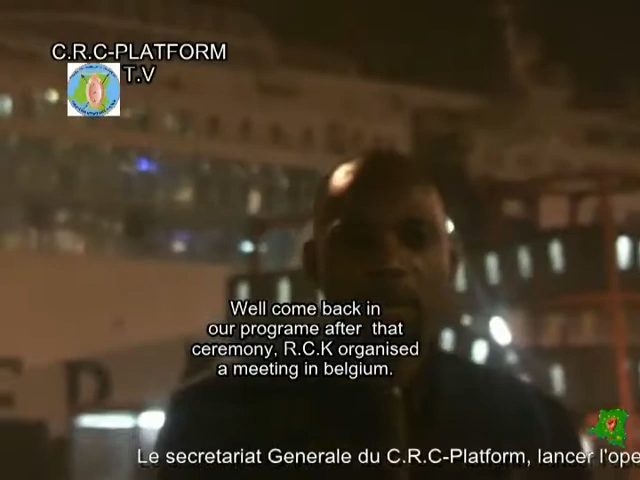 C.R.C-PLATFORM
T.V
Well come back in
our programe after that
ceremony, R.C.K organised
a meeting in belgium.
Le secretariat Generale du C.R.C-Platform, lancer l'ope